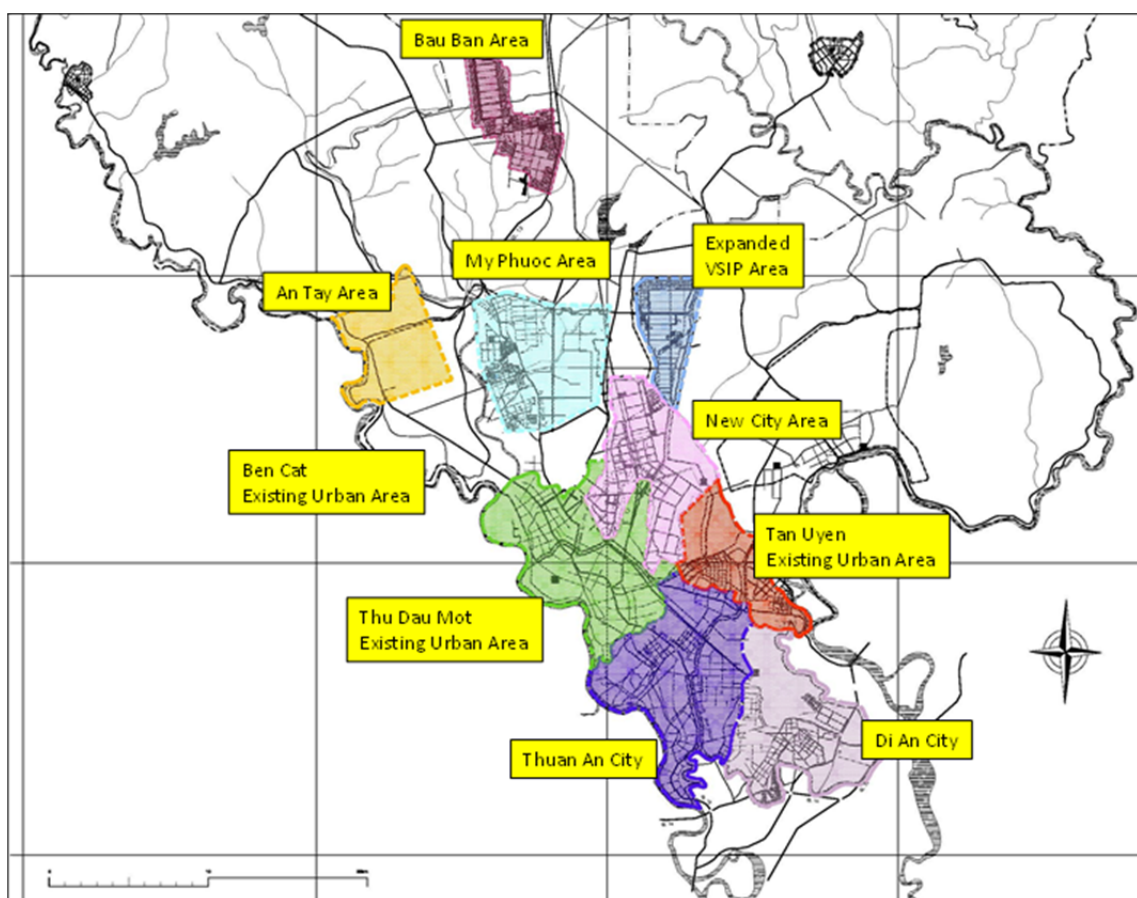 Bau Ban Area
My Phuoc Area
Expanded
VSIP Area
An Tay Area
New City Area
Ben Cat
Existing Urban Area
Tan Uyen
Existing Urban Area
Thu Dau Mot
Existing Urban Area
Di An City
Thuan An City